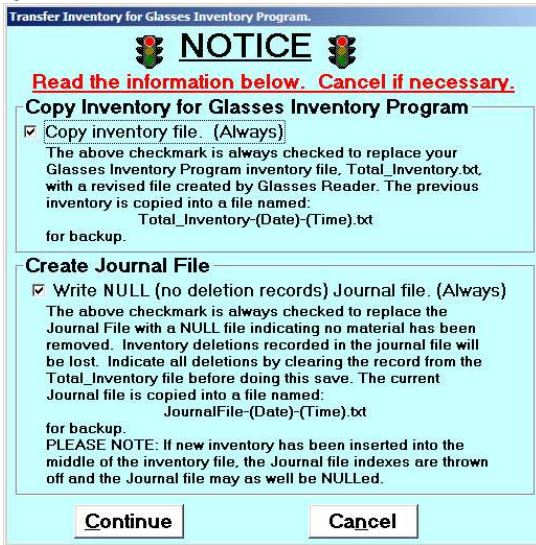 Transfer Inventory for Glasses Inventory Program.
NOTICE
Read the information below. Cancel if necessary.
Copy Inventory for Glasses Inventory Program
Copy inventory file. (Always)
The above checkmark is always checked to replace your
Glasses Inventory Program inventory file, Total_Inventory.txt,
with a revised file created by Glasses Reader. The previous
inventory is copied into a file named:
Total_Inventory-(Date)-(Time).txt
for backup.
Create Journal File
Write NULL (no deletion records) Journal file. (Always)
The above checkmark is always checked to replace the
Journal File with a NULL file indicating no material has been
removed. Inventory deletions recorded in the journal file will
be lost. Indicate all deletions by clearing the record from the
Total_Inventory file before doing this save. The current
Journal file is copied into a file named:
JournalFile-(Date)-(Time).txt
for backup.
PLEASE NOTE: If new inventory has been inserted into the
middle of the inventory file, the Journal file indexes are thrown
off and the Journal file may as well be NULLed.
Continue Cancel